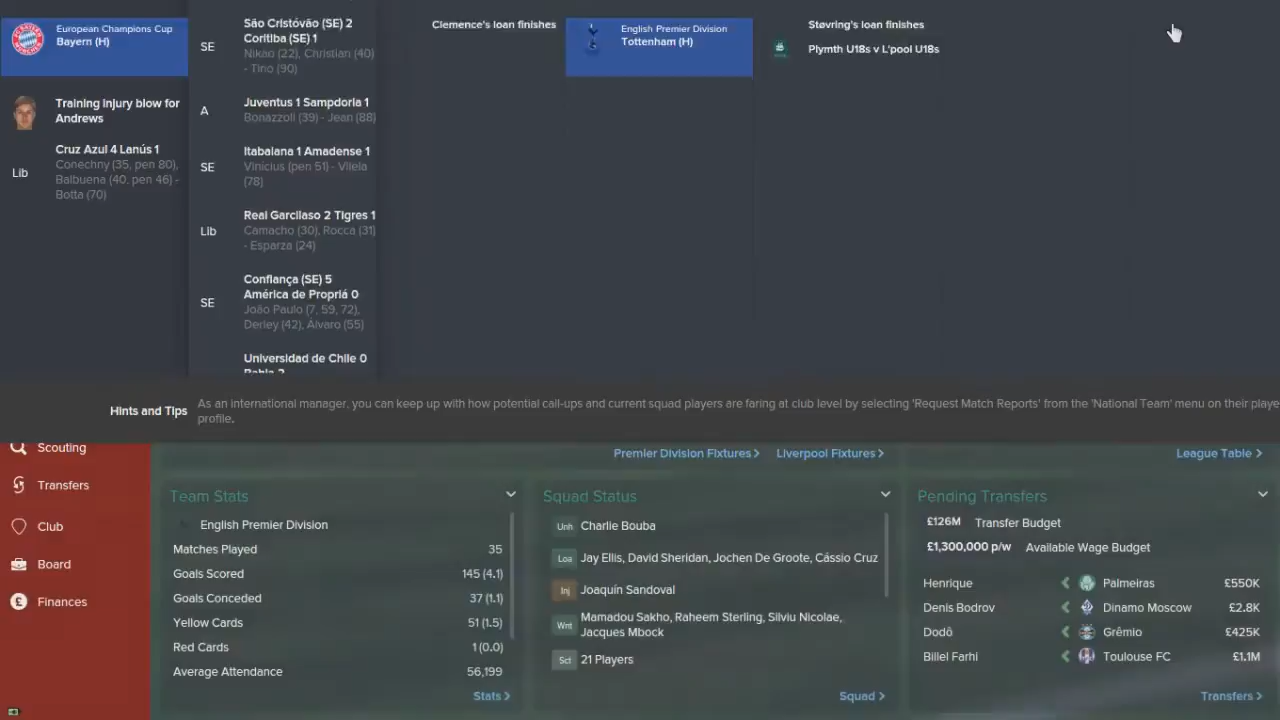 European Champions Cup
Bayern (H)
Training injury blow for
Andrews
Lib
Cruz Azul 4 Lanús 1
Conechny (35, pen 80),
Balbuena (40, pen 46) -
Botta (70)
SE
São Cristóvão (SE) 2
Coritiba (SE) 1
Nikao (22), Christian (40)
- Tino (90)
A
Juventus 1 Sampdoria 1
Bonazzoli (39) - Jean (88)
SE
Itabaiana 1 Amadense 1
Vinícius (pen 51) - Vilela
(78)
Lib
Real Garcilaso 2 Tigres 1
Camacho (30), Rocca (31)
- Esparza (24)
SE
Confiança (SE) 5
América de Propriá 0
João Paulo (7, 59, 72),
Derley (42), Álvaro (55)
Universidad de Chile 0
Bahia 2
Clemence's loan finishes
English Premier Division
Tottenham (H)
Støvring's loan finishes
Plymth U18s v L'pool U18s
Hints and Tips
As an international manager, you can keep up with how potential call-ups and current squad players are faring at club level by selecting 'Request Match Reports' from the 'National Team' menu on their playe
profile.
Scouting
Transfers
Club
Board
Finances
Premier Division Fixtures >
Liverpool Fixtures >
League Table >
Team Stats
English Premier Division
Matches Played 35
Goals Scored 145 (4.1)
Goals Conceded 37 (1.1)
Yellow Cards 51 (1.5)
Red Cards 1 (0.0)
Average Attendance 56,199
Stats >
Squad Status
Unh Charlie Bouba
Loa Jay Ellis, David Sheridan, Jochen De Groote, Cássio Cruz
Inj Joaquín Sandoval
Wnt Mamadou Sakho, Raheem Sterling, Silviu Nicolae,
Jacques Mbock
Sct 21 Players
Squad >
Pending Transfers
£126M Transfer Budget
£1,300,000 p/w Available Wage Budget
Henrique Palmeiras £550K
Denis Bodrov Dinamo Moscow £2.8K
Dodô Grêmio £425K
Billel Farhi Toulouse FC £1.1M
Transfers >